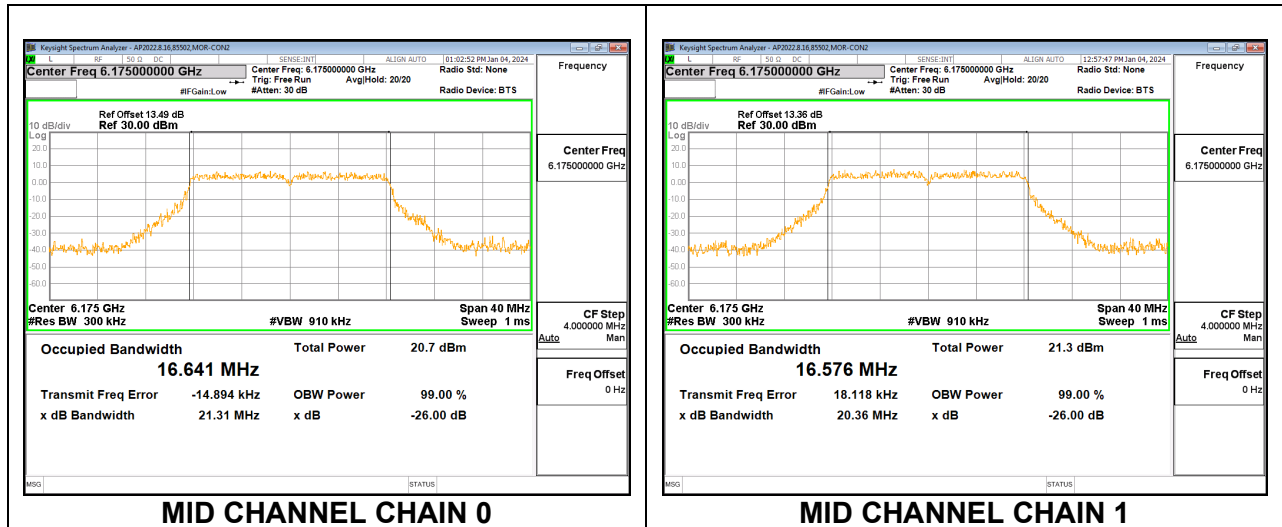 Keysight Spectrum Analyzer - AP2022.8.16,85502,MOR-CON2
LXI L RF 50 Ω DC SENSE:INT ALIGN AUTO 01:02:52 PM Jan 04, 2024
Center Freq 6.175000000 GHz
Center Freq: 6.175000000 GHz
Radio Std: None
Trig: Free Run Avg|Hold: 20/20
#IFGain:Low #Atten: 30 dB Radio Device: BTS
Frequency
Ref Offset 13.49 dB
10 dB/div Ref 30.00 dBm
Log
20.0
10.0
0.00
-10.0
-20.0
-30.0
-40.0
-50.0
-60.0
Center Freq
6.175000000 GHz
Center 6.175 GHz Span 40 MHz
#Res BW 300 kHz #VBW 910 kHz Sweep 1 ms
CF Step
4.000000 MHz
Auto Man
Occupied Bandwidth Total Power 20.7 dBm
16.641 MHz
Transmit Freq Error -14.894 kHz OBW Power 99.00 %
x dB Bandwidth 21.31 MHz x dB -26.00 dB
Freq Offset
0 Hz
MSG STATUS
MID CHANNEL CHAIN 0
Keysight Spectrum Analyzer - AP2022.8.16,85502,MOR-CON2
LXI L RF 50 Ω DC SENSE:INT ALIGN AUTO 12:57:47 PM Jan 04, 2024
Center Freq 6.175000000 GHz
Center Freq: 6.175000000 GHz
Radio Std: None
Trig: Free Run Avg|Hold: 20/20
#IFGain:Low #Atten: 30 dB Radio Device: BTS
Frequency
Ref Offset 13.36 dB
10 dB/div Ref 30.00 dBm
Log
20.0
10.0
0.00
-10.0
-20.0
-30.0
-40.0
-50.0
-60.0
Center Freq
6.175000000 GHz
Center 6.175 GHz Span 40 MHz
#Res BW 300 kHz #VBW 910 kHz Sweep 1 ms
CF Step
4.000000 MHz
Auto Man
Occupied Bandwidth Total Power 21.3 dBm
16.576 MHz
Transmit Freq Error 18.118 kHz OBW Power 99.00 %
x dB Bandwidth 20.36 MHz x dB -26.00 dB
Freq Offset
0 Hz
MSG STATUS
MID CHANNEL CHAIN 1